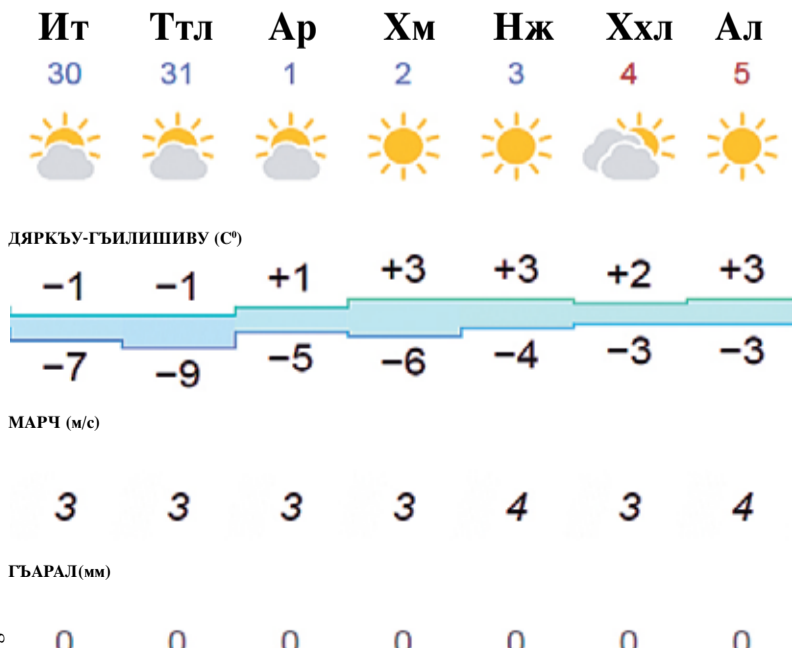 Ит Ттл Ар Хм Нж Ххл Ал
30 31 1 2 3 4 5
ДЯРКЪУ-ГЪИЛИШИВУ (С⁰)
−1 −1 +1 +3 +3 +2 +3
−7 −9 −5 −6 −4 −3 −3
МАРЧ (м/с)
3 3 3 3 4 3 4
ГЪАРАЛ(мм)
0 0 0 0 0 0 0